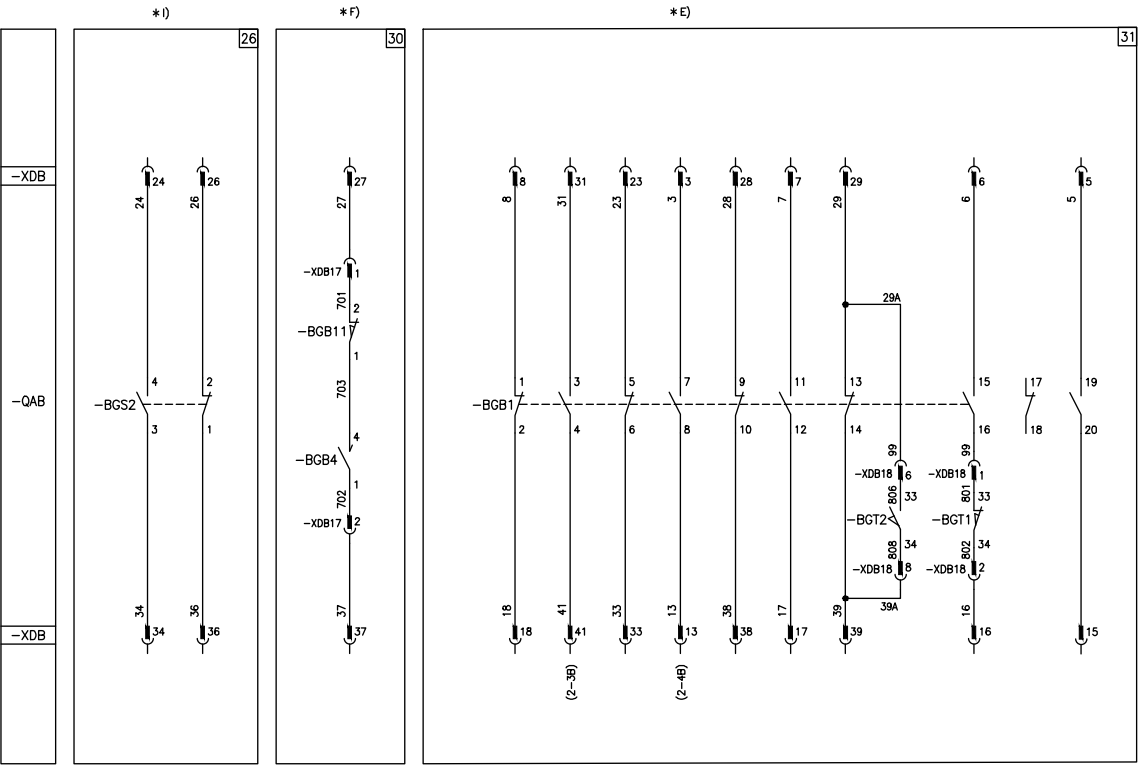 *I) *F) *E)
26 30 31
-XDB 24 26 27 8 31 23 3 28 7 29 6 5
24 26 27 8 31 23 3 28 7 29 6 5
-XDB17 1
701 2 29A
-BGB11
1
4 2 703 1 3 5 7 9 11 13 15 17 19
-QAB -BGS2 -BGB1
3 1 2 4 6 8 10 12 14 16 18 20
4 99 99
-BGB4 -XDB18 6 -XDB18 1
1
702 806 33 801 33
-XDB17 2 -BGT2 -BGT1
808 34 802 34
-XDB18 8 -XDB18 2
34 36 37 18 41 33 13 38 17 39 39A 16
-XDB 34 36 37 18 41 33 13 38 17 39 16 15
(2-3B) (2-4B)